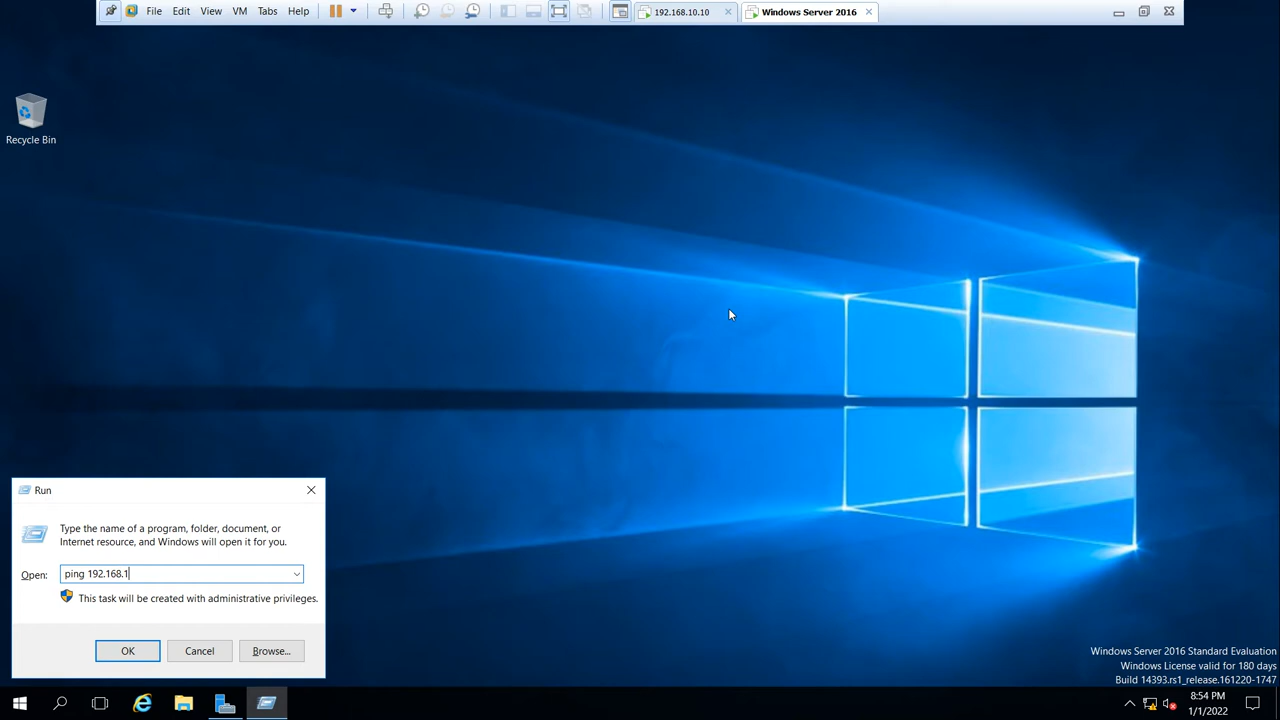 File Edit View VM Tabs Help
192.168.10.10
Windows Server 2016
Recycle Bin
Run
Type the name of a program, folder, document, or
Internet resource, and Windows will open it for you.
Open: ping 192.168.1
This task will be created with administrative privileges.
OK Cancel Browse...
Windows Server 2016 Standard Evaluation
Windows License valid for 180 days
Build 14393.rs1_release.161220-1747
8:54 PM
1/1/2022